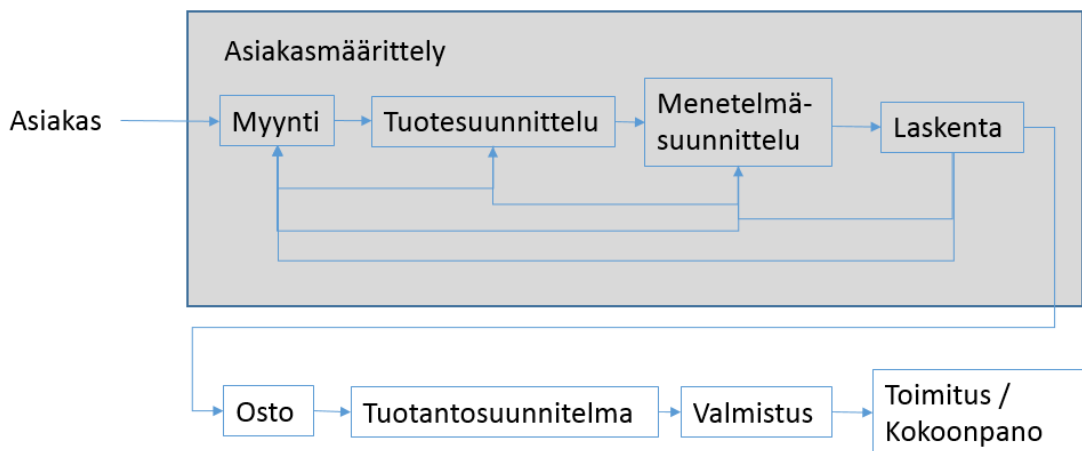 Asiakasmäärittely
Asiakas
Myynti
Tuotesuunnittelu
Menetelmä-
suunnittelu
Laskenta
Osto
Tuotantosuunnitelma
Valmistus
Toimitus /
Kokoonpano